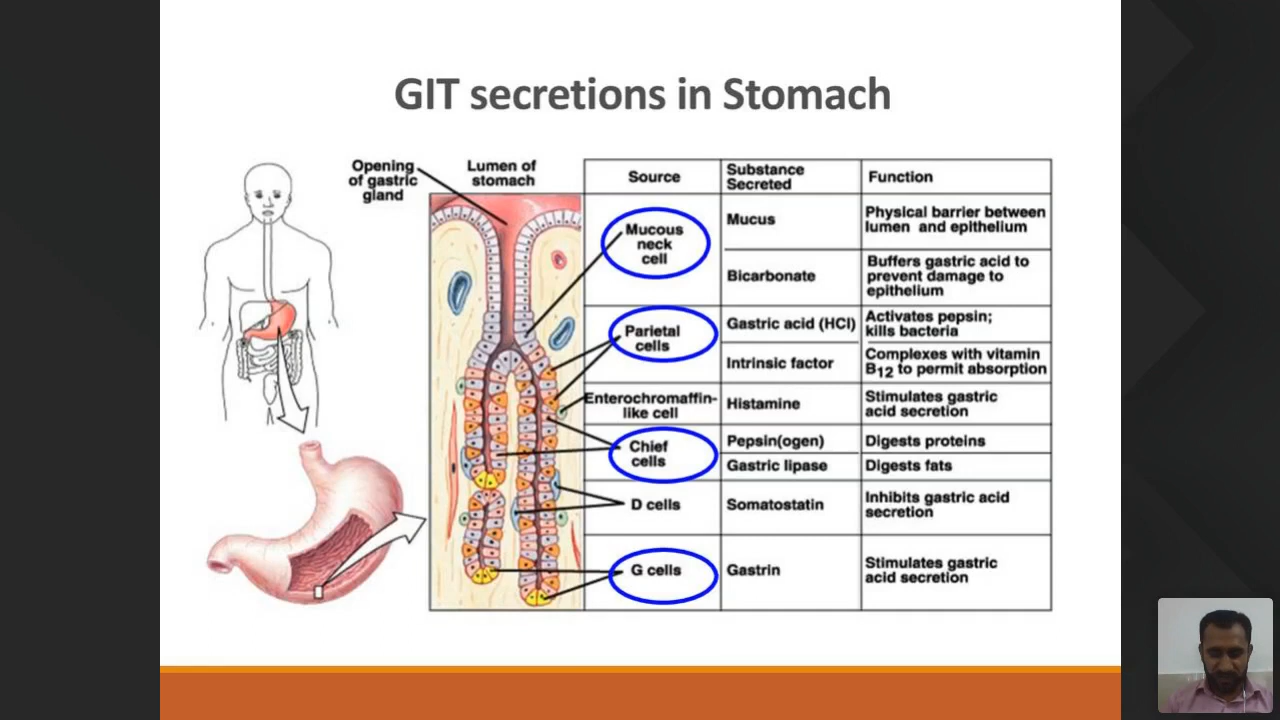 GIT secretions in Stomach
Opening
of gastric
gland
Lumen of
stomach
Source
Substance
Secreted
Function
Mucous
neck
cell
Mucus
Physical barrier between
lumen and epithelium
Bicarbonate
Buffers gastric acid to
prevent damage to
epithelium
Parietal
cells
Gastric acid (HCl)
Activates pepsin;
kills bacteria
Intrinsic factor
Complexes with vitamin
B12 to permit absorption
Enterochromaffin-
like cell
Histamine
Stimulates gastric
acid secretion
Chief
cells
Pepsin(ogen)
Digests proteins
Gastric lipase
Digests fats
D cells
Somatostatin
Inhibits gastric acid
secretion
G cells
Gastrin
Stimulates gastric
acid secretion